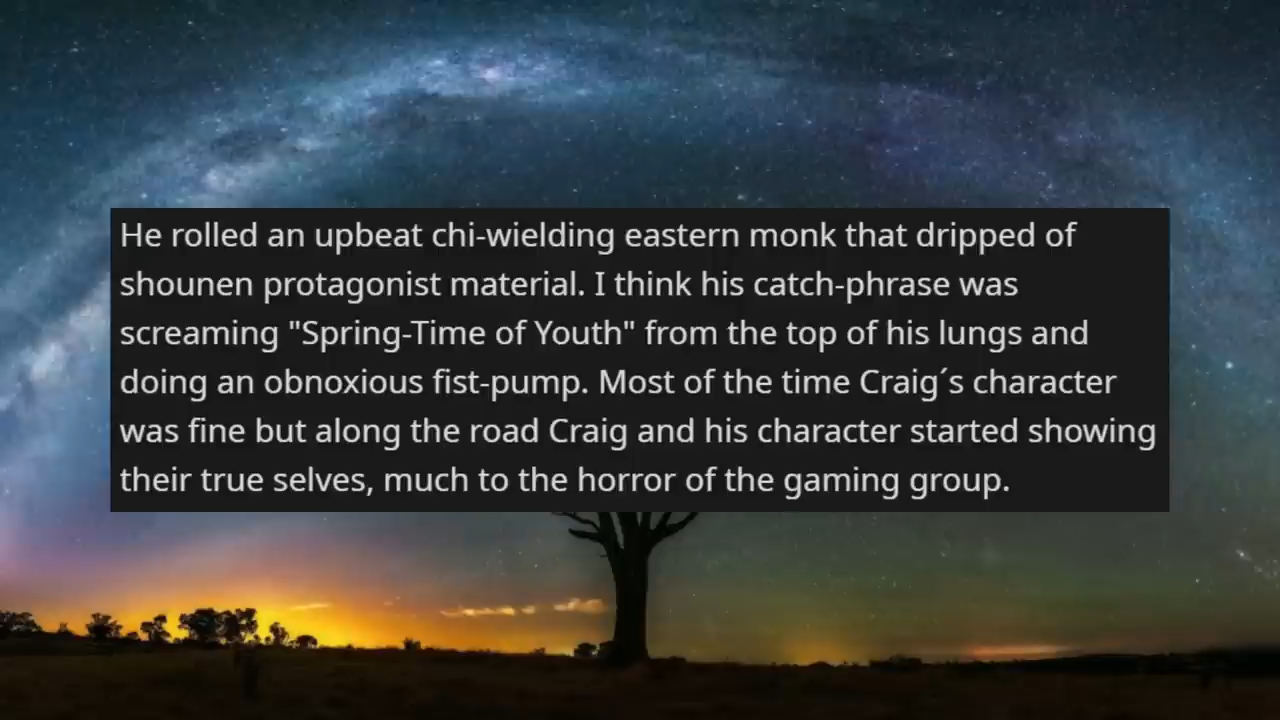 He rolled an upbeat chi-wielding eastern monk that dripped of
shounen protagonist material. I think his catch-phrase was
screaming "Spring-Time of Youth" from the top of his lungs and
doing an obnoxious fist-pump. Most of the time Craig´s character
was fine but along the road Craig and his character started showing
their true selves, much to the horror of the gaming group.